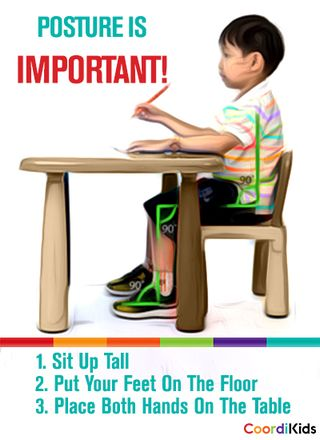 POSTURE IS
IMPORTANT!
90°
90°
90°
1. Sit Up Tall
2. Put Your Feet On The Floor
3. Place Both Hands On The Table
CoordiKids